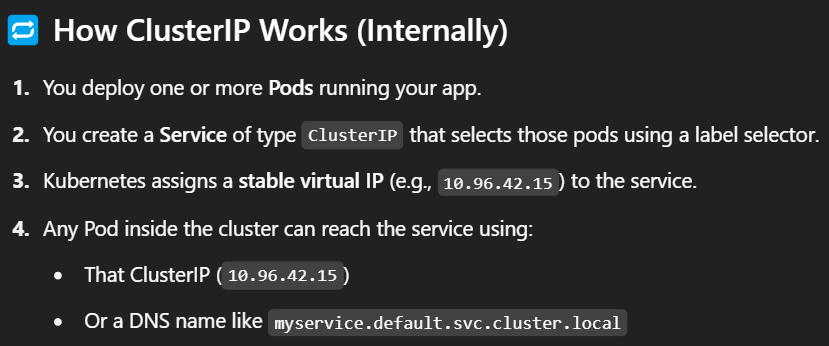 🔁 How ClusterIP Works (Internally)
1. You deploy one or more Pods running your app.
2. You create a Service of type ClusterIP that selects those pods using a label selector.
3. Kubernetes assigns a stable virtual IP (e.g., 10.96.42.15) to the service.
4. Any Pod inside the cluster can reach the service using:
• That ClusterIP (10.96.42.15)
• Or a DNS name like myservice.default.svc.cluster.local